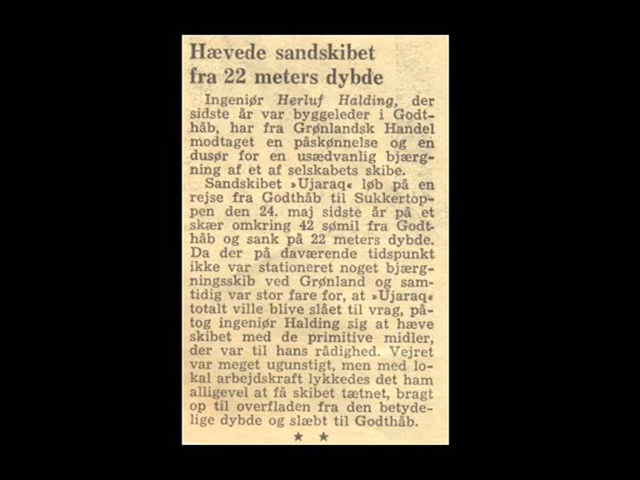 Hævede sandskibet
fra 22 meters dybde
Ingeniør Herluf Halding, der
sidste år var byggeleder i Godt-
håb, har fra Grønlandsk Handel
modtaget en påskønnelse og en
dusør for en usædvanlig bjærg-
ning af et af selskabets skibe.
Sandskibet »Ujaraq« løb på en
rejse fra Godthåb til Sukkertop-
pen den 24. maj sidste år på et
skær omkring 42 sømil fra Godt-
håb og sank på 22 meters dybde.
Da der på daværende tidspunkt
ikke var stationeret noget bjærg-
ningsskib ved Grønland og sam-
tidig var stor fare for, at »Ujaraq«
totalt ville blive slået til vrag, på-
tog ingeniør Halding sig at hæve
skibet med de primitive midler,
der var til hans rådighed. Vejret
var meget ugunstigt, men med lo-
kal arbejdskraft lykkedes det ham
alligevel at få skibet tætnet, bragt
op til overfladen fra den betyde-
lige dybde og slæbt til Godthåb.